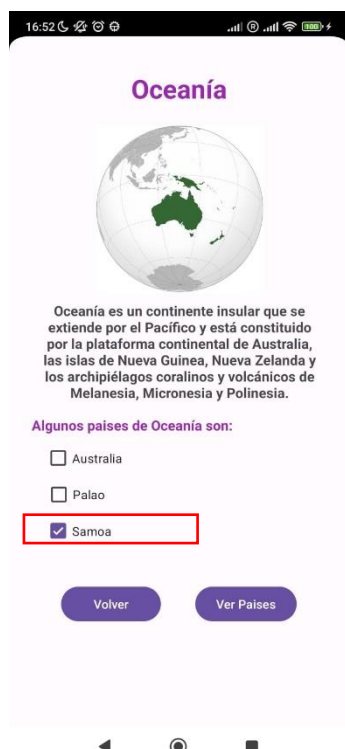 16:52
100
Oceanía
Oceanía es un continente insular que se
extiende por el Pacífico y está constituido
por la plataforma continental de Australia,
las islas de Nueva Guinea, Nueva Zelanda y
los archipiélagos coralinos y volcánicos de
Melanesia, Micronesia y Polinesia.
Algunos paises de Oceanía son:
Australia
Palao
Samoa
Volver
Ver Paises